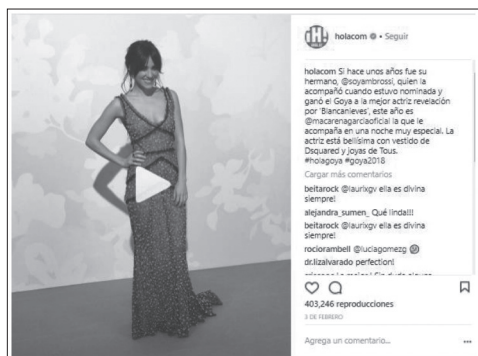 holacom • Seguir
holacom Si hace unos años fue su
hermano, @soyambrossi, quien la
acompañó cuando estuvo nominada y
ganó el Goya a la mejor actriz revelación
por 'Blancanieves', este año es
@macarenagarciaoficial la que le
acompaña en una noche muy especial. La
actriz está bellísima con vestido de
Dsquared y joyas de Tous.
#holagoya #goya2018
Cargar más comentarios
beitarock @laurixgv ella es divina
siempre!
alejandra_sumen_ Qué linda!!!
beitarock @laurixgv ella es divina
siempre!
rociorambell @luciagomezg
dr.lizalvarado perfection!
403,246 reproducciones
3 DE FEBRERO
Agrega un comentario...